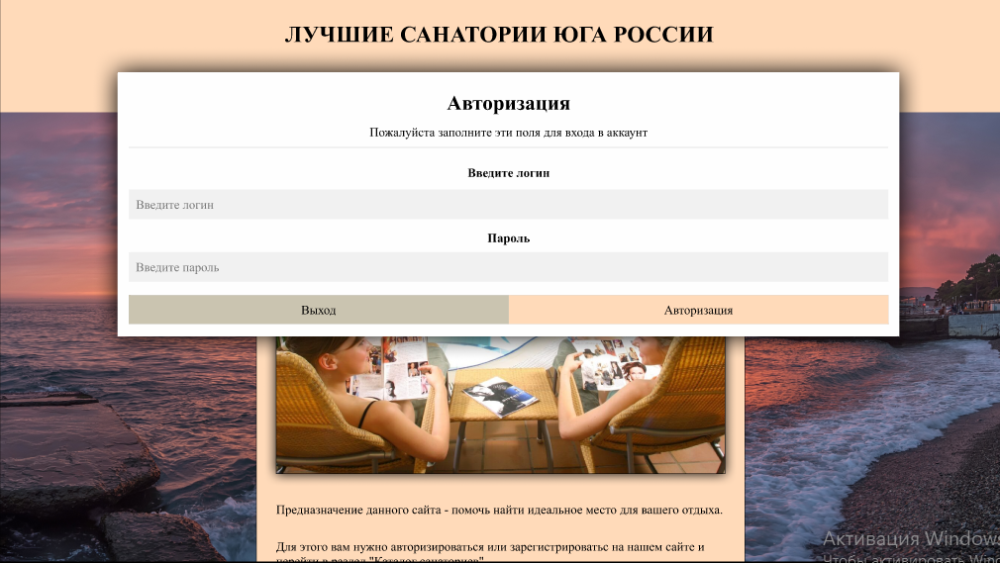 ЛУЧШИЕ САНАТОРИИ ЮГА РОССИИ
Авторизация
Пожалуйста заполните эти поля для входа в аккаунт
Введите логин
Введите логин
Пароль
Введите пароль
Выход
Авторизация
Предназначение данного сайта - помочь найти идеальное место для вашего отдыха.
Для этого вам нужно авторизироваться или зарегистрироватьс на нашем сайте и
перейти в раздел "Каталог санаториев"
Активация Windows
Чтобы активировать Wind